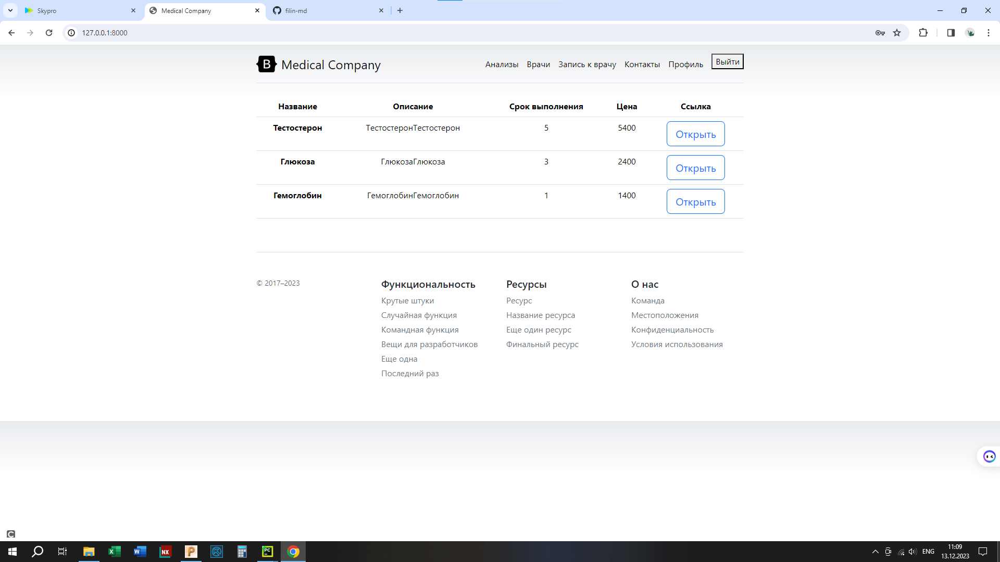 Skypro
Medical Company
filin-md
127.0.0.1:8000
B Medical Company
Анализы Врачи Запись к врачу Контакты Профиль Выйти
Название Описание Срок выполнения Цена Ссылка
Тестостерон ТестостеронТестостерон 5 5400 Открыть
Глюкоза ГлюкозаГлюкоза 3 2400 Открыть
Гемоглобин ГемоглобинГемоглобин 1 1400 Открыть
© 2017–2023
Функциональность
Крутые штуки
Случайная функция
Командная функция
Вещи для разработчиков
Еще одна
Последний раз
Ресурсы
Ресурс
Название ресурса
Еще один ресурс
Финальный ресурс
О нас
Команда
Местоположения
Конфиденциальность
Условия использования
C
X
W
NX
P
PC
ENG
11:09
13.12.2023